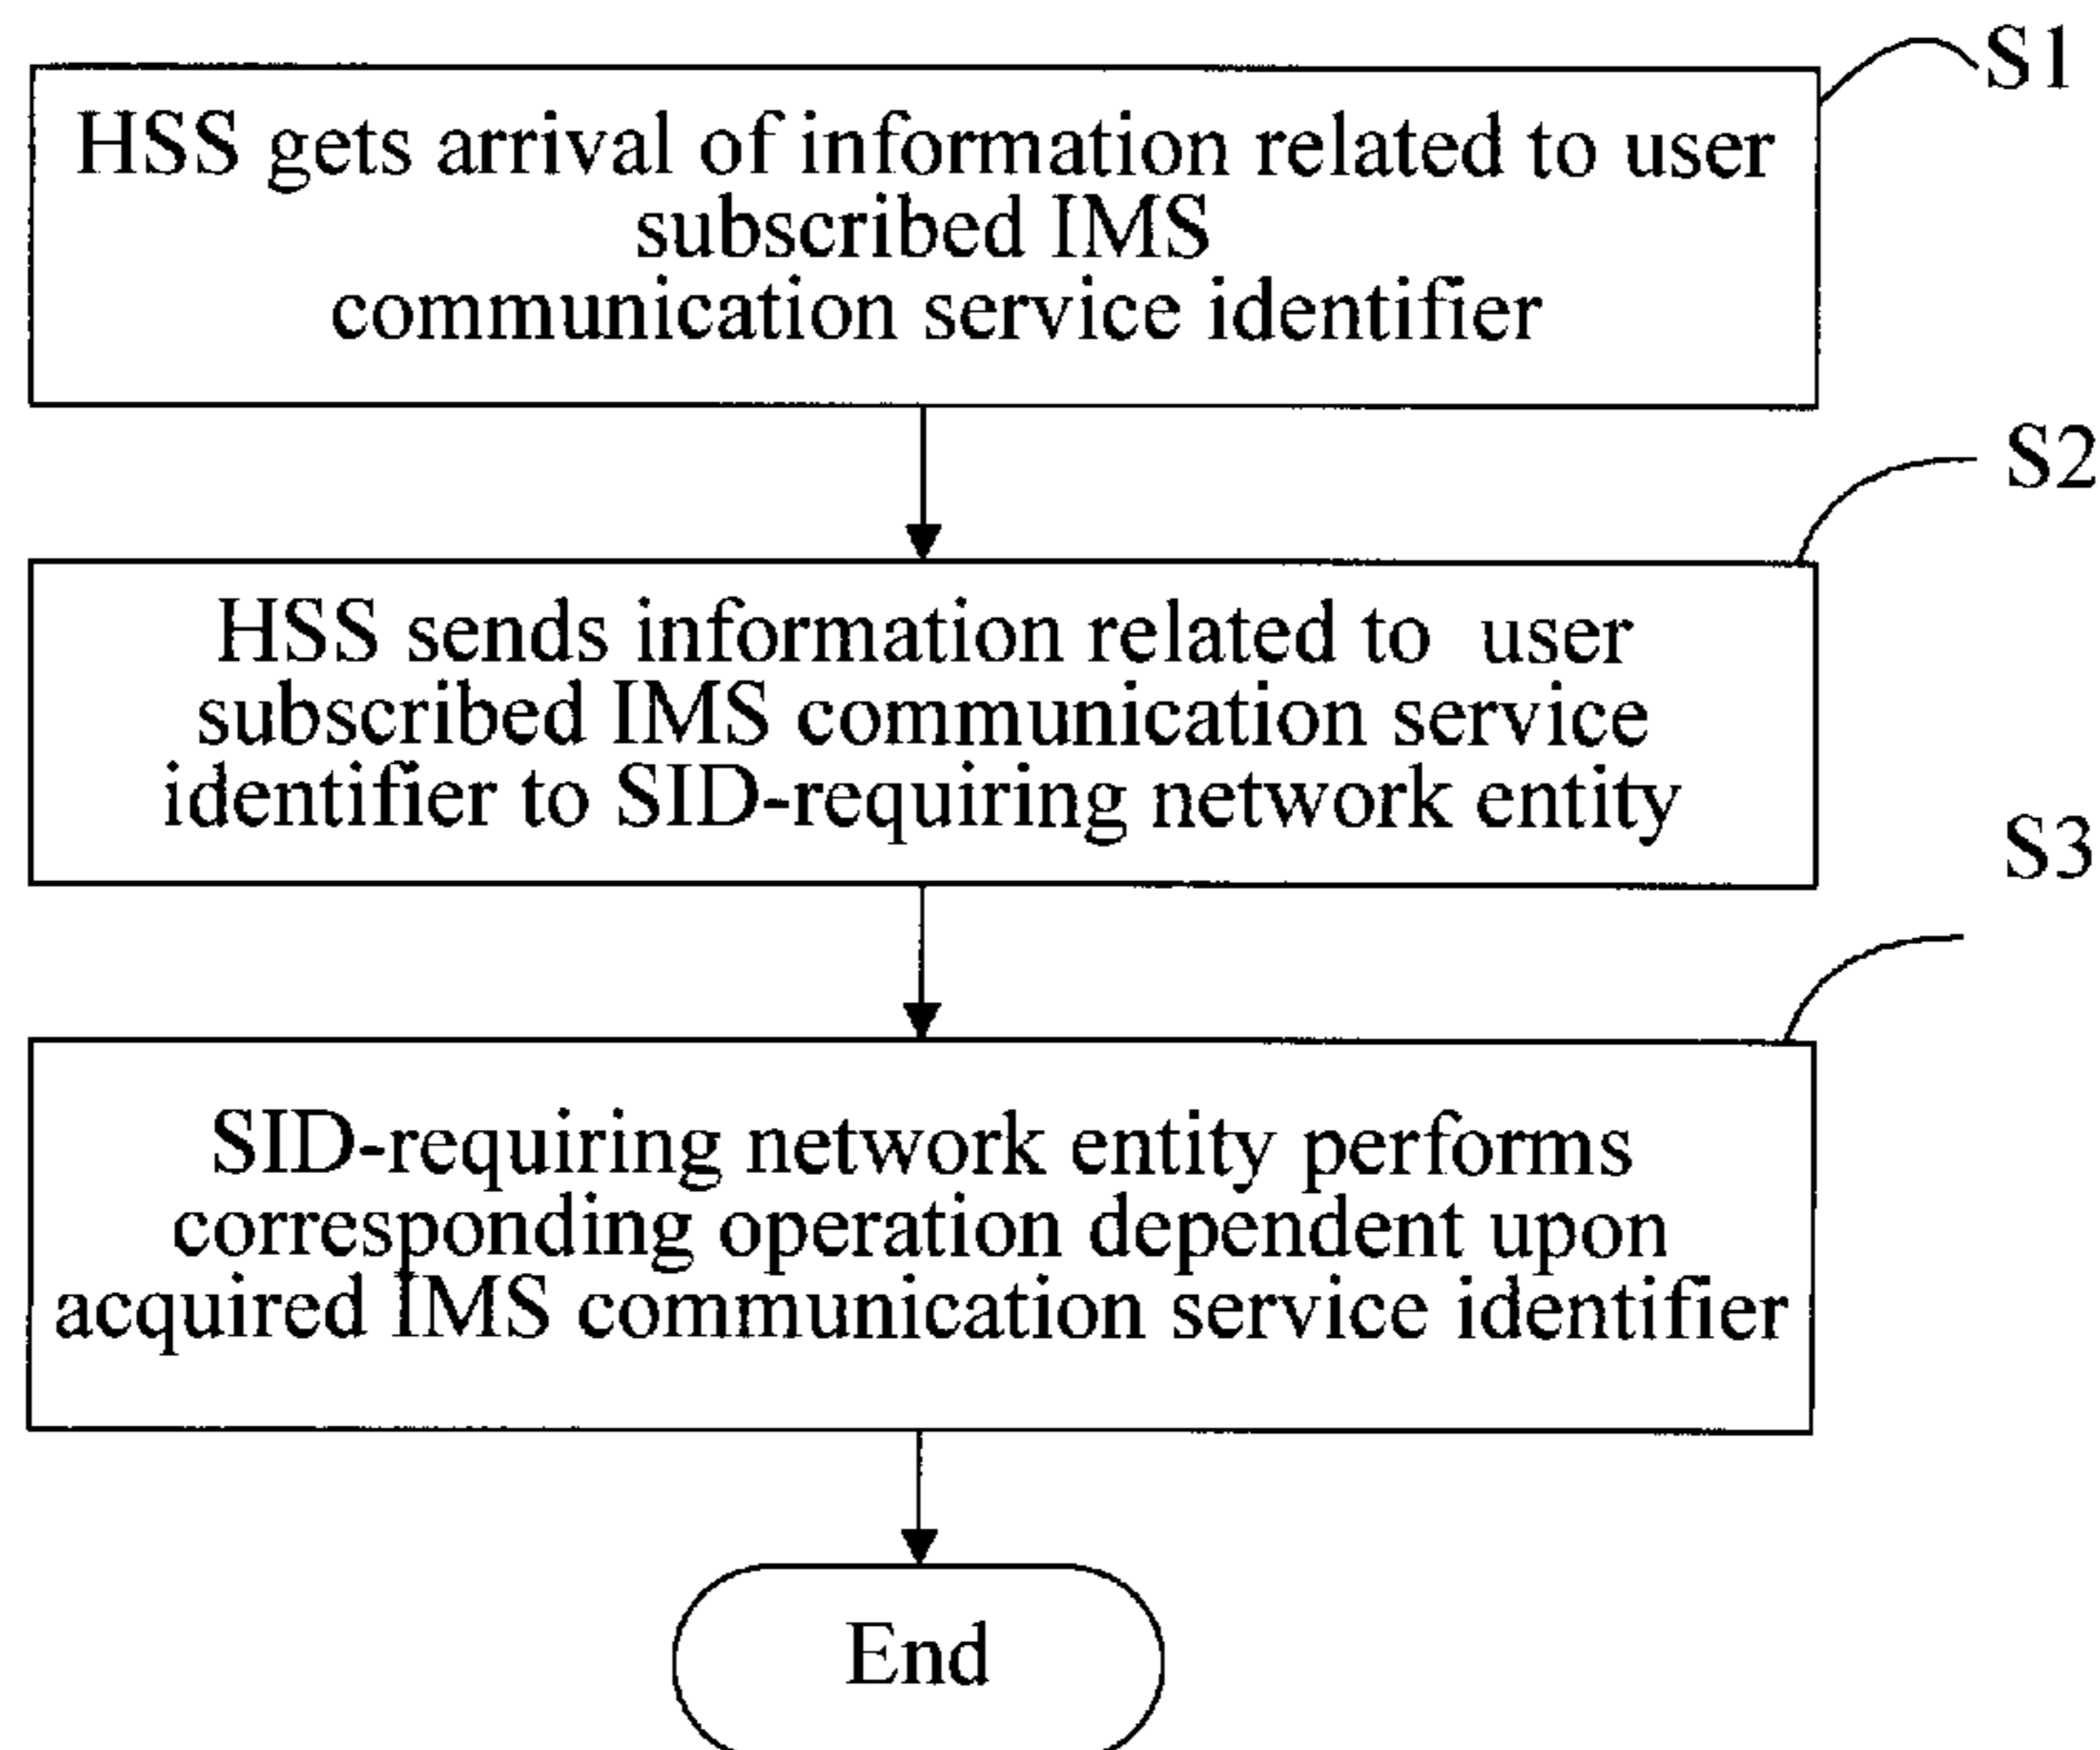 S1
HSS gets arrival of information related to user
subscribed IMS
communication service identifier
S2
HSS sends information related to user
subscribed IMS communication service
identifier to SID-requiring network entity
S3
SID-requiring network entity performs
corresponding operation dependent upon
acquired IMS communication service identifier
End